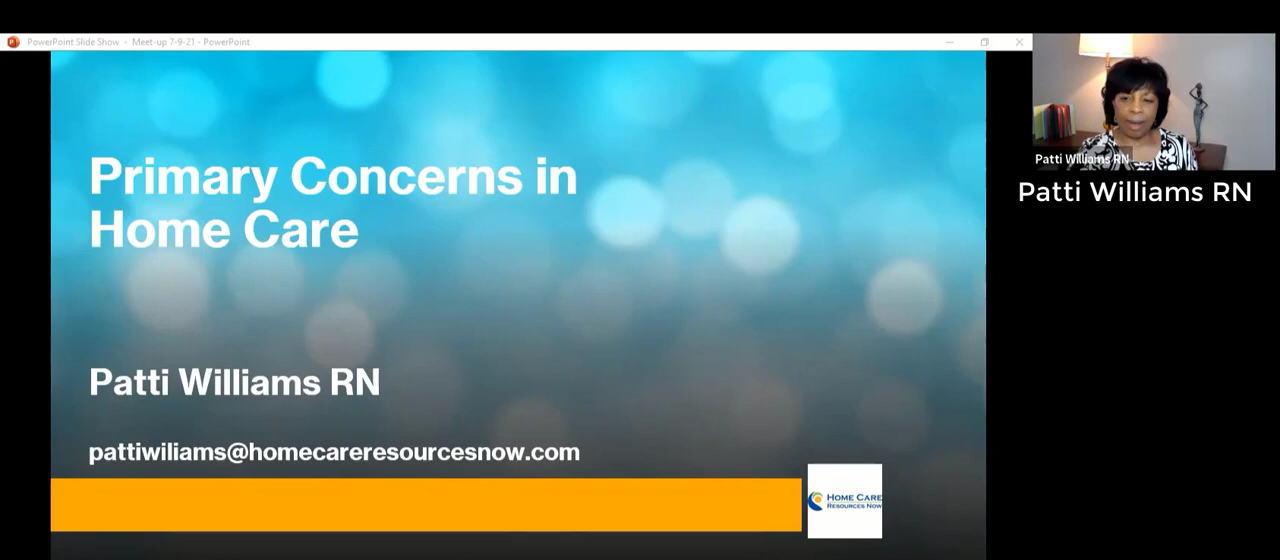 PowerPoint Slide Show - Meet-up 7-9-21 - PowerPoint
Primary Concerns in
Home Care
Patti Williams RN
pattiwiliams@homecareresourcesnow.com
HOME CARE
RESOURCES NOW
Patti Williams RN
Patti Williams RN